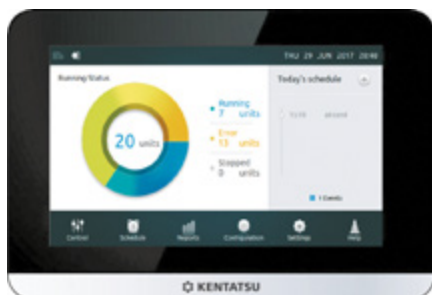 THU 29 JUN 2017 20:40
Running Status
20 units
Running
7 units
Error
13 units
Stopped
0 units
Today's schedule
1 Events
Control
Schedule
Reports
Configuration
Settings
Help
KENTATSU